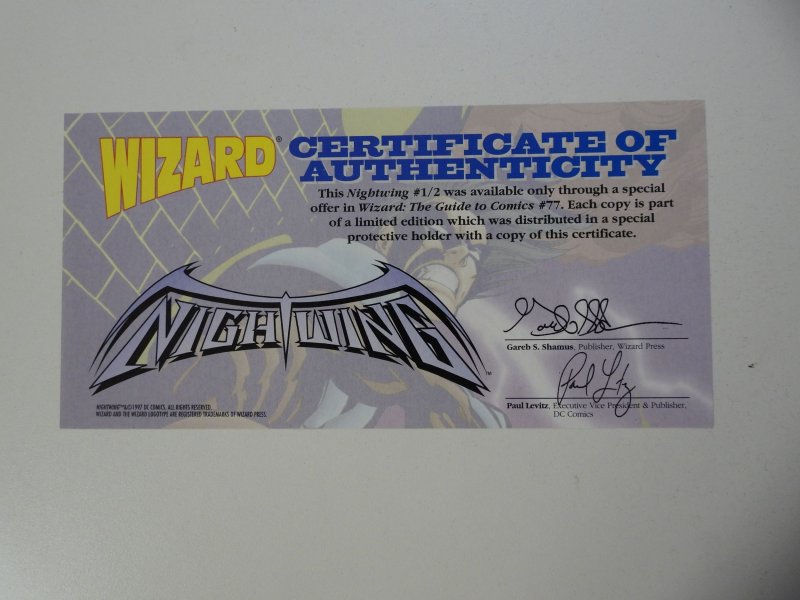 WIZARD®
CERTIFICATE OF
AUTHENTICITY
This Nightwing #1/2 was available only through a special
offer in Wizard: The Guide to Comics #77. Each copy is part
of a limited edition which was distributed in a special
protective holder with a copy of this certificate.
NIGHTWING™
Gareb S. Shamus, Publisher, Wizard Press
Paul Levitz
Paul Levitz, Executive Vice President & Publisher,
DC Comics
NIGHTWING™&©1997 DC COMICS. ALL RIGHTS RESERVED.
WIZARD AND THE WIZARD LOGOTYPE ARE REGISTERED TRADEMARKS OF WIZARD PRESS.